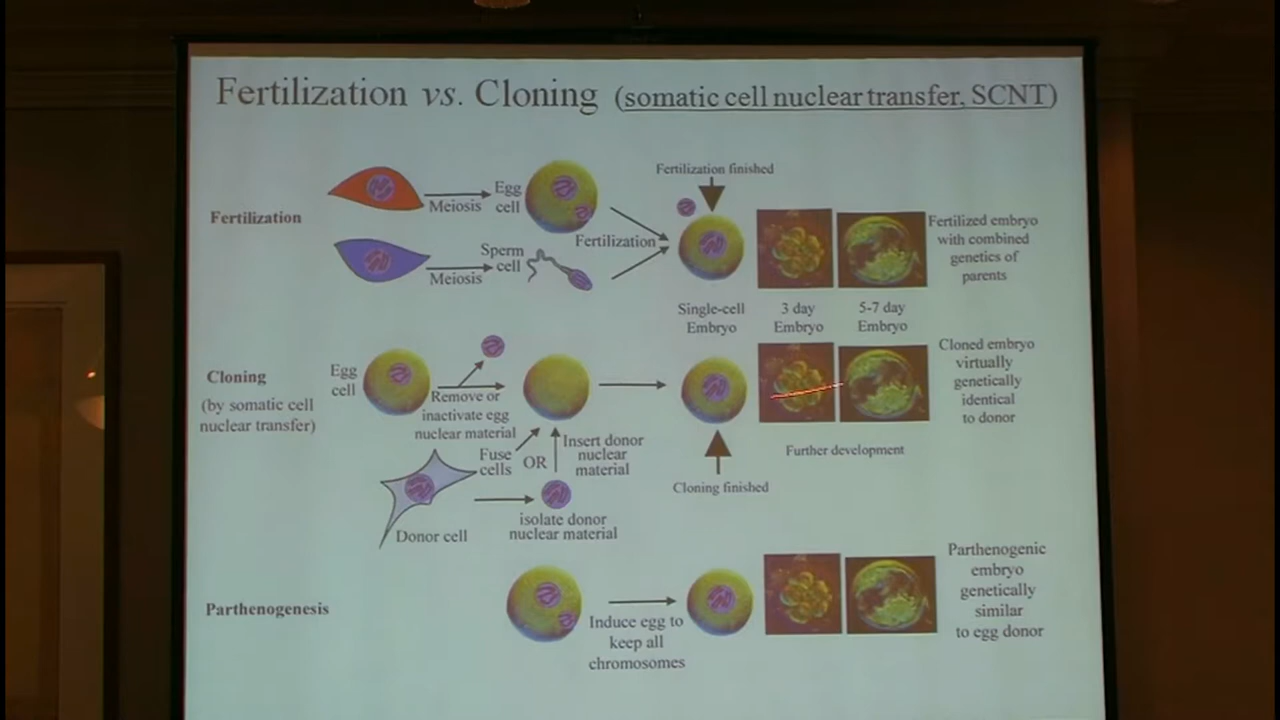 Fertilization vs. Cloning (somatic cell nuclear transfer, SCNT)
Fertilization
Meiosis
Egg
cell
Meiosis
Sperm
cell
Fertilization
Fertilization finished
Fertilized embryo
with combined
genetics of
parents
Single-cell
Embryo
3 day
Embryo
5-7 day
Embryo
Cloning
(by somatic cell
nuclear transfer)
Egg
cell
Remove or
inactivate egg
nuclear material
Fuse
cells
OR
Insert donor
nuclear
material
Donor cell
isolate donor
nuclear material
Cloning finished
Further development
Cloned embryo
virtually
genetically
identical
to donor
Parthenogenesis
Induce egg to
keep all
chromosomes
Parthenogenic
embryo
genetically
similar
to egg donor